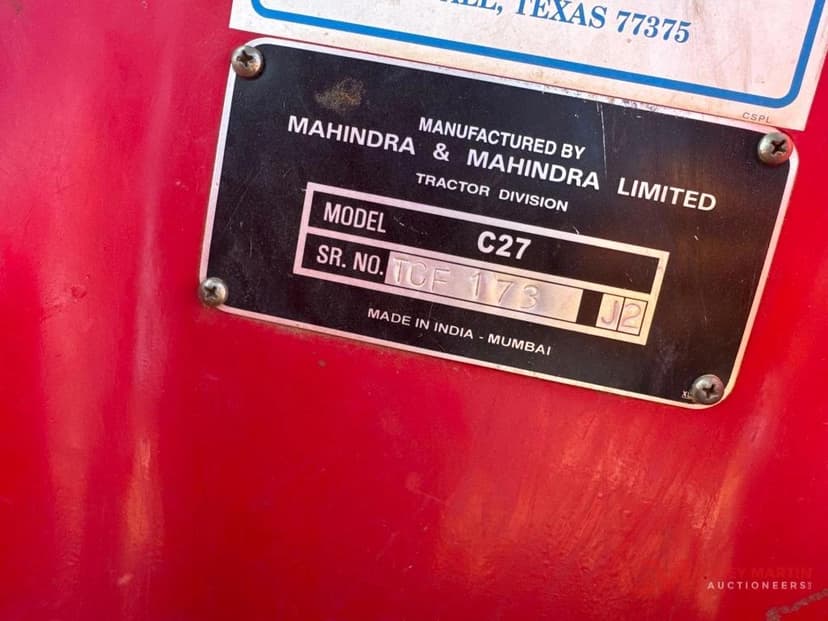 TEXAS 77375
CSPL
MANUFACTURED BY
MAHINDRA & MAHINDRA LIMITED
TRACTOR DIVISION
MODEL C27
SR. NO. TCF 173 J2
MADE IN INDIA - MUMBAI
MARTIN
AUCTIONEERS